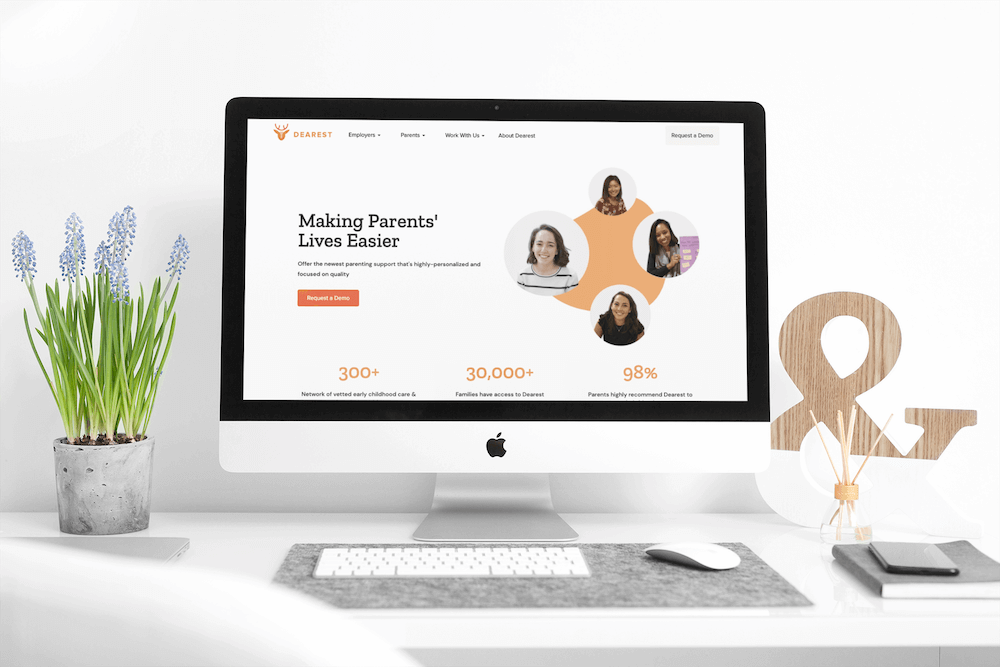 DEAREST
Employers
Parents
Work With Us
About Dearest
Request a Demo
Making Parents'
Lives Easier
Offer the newest parenting support that's highly-personalized and
focused on quality
Request a Demo
300+
30,000+
98%
Network of vetted early childhood care &
Families have access to Dearest
Parents highly recommend Dearest to
&